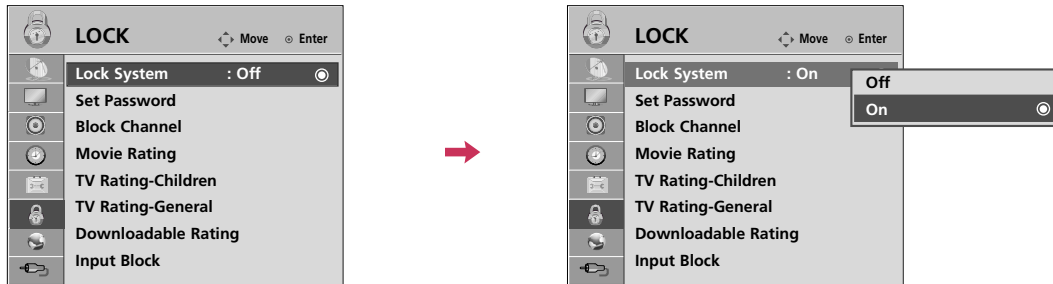 LOCK
Move
Enter
Lock System : Off
Set Password
Block Channel
Movie Rating
TV Rating-Children
TV Rating-General
Downloadable Rating
Input Block
LOCK
Move
Enter
Lock System : On
Set Password
Block Channel
Movie Rating
TV Rating-Children
TV Rating-General
Downloadable Rating
Input Block
Off
On